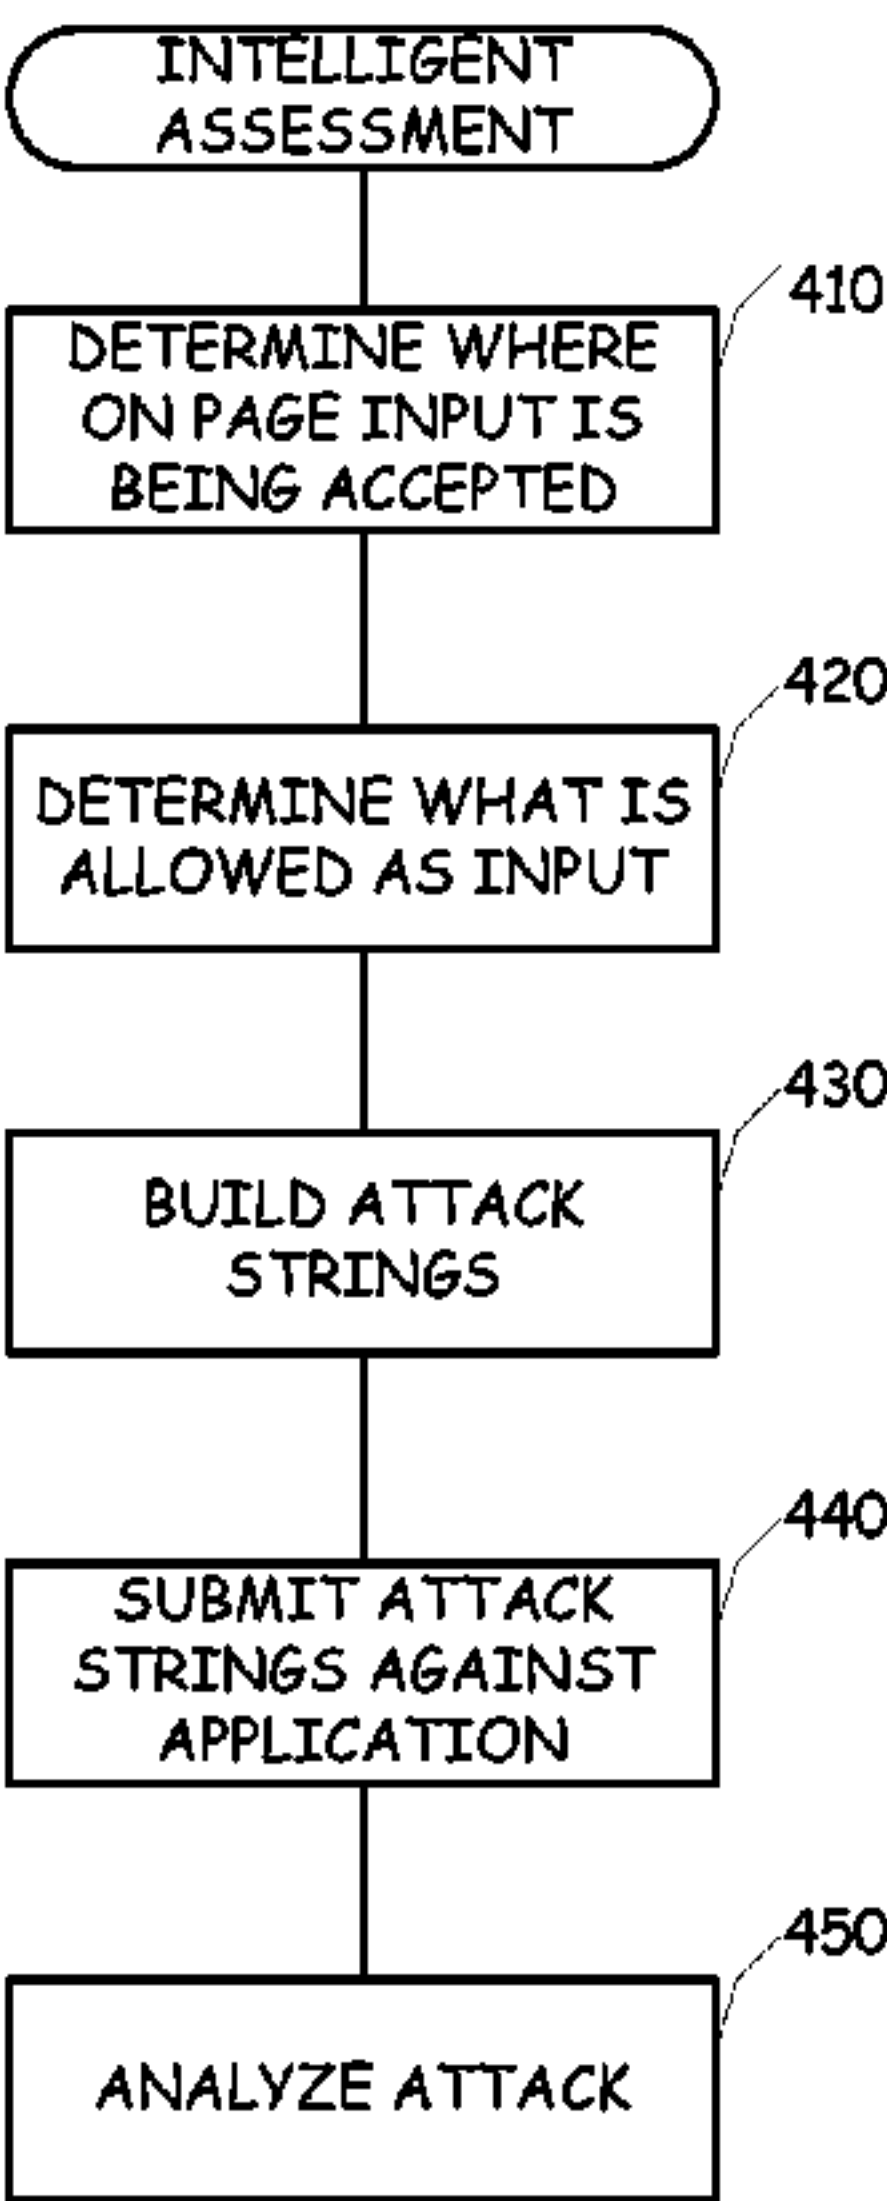 INTELLIGENT
ASSESSMENT
410
DETERMINE WHERE
ON PAGE INPUT IS
BEING ACCEPTED
420
DETERMINE WHAT IS
ALLOWED AS INPUT
430
BUILD ATTACK
STRINGS
440
SUBMIT ATTACK
STRINGS AGAINST
APPLICATION
450
ANALYZE ATTACK